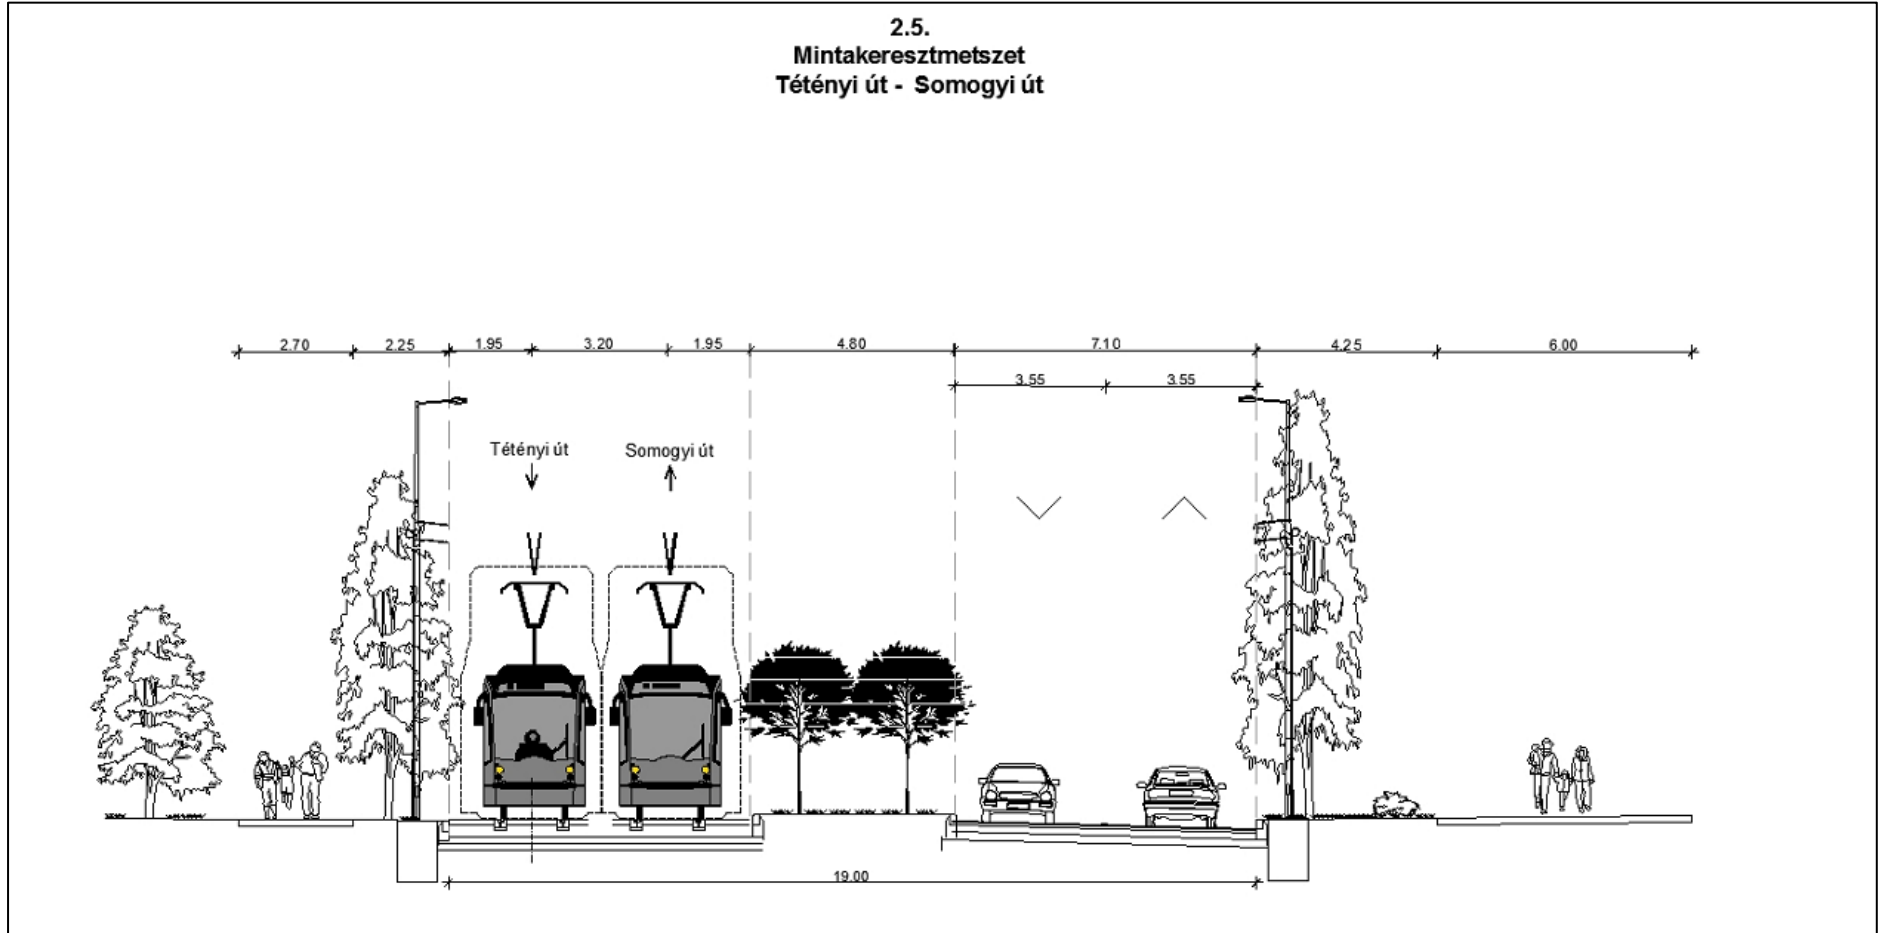 2.5.
Mintakeresztmetszet
Tétényi út - Somogyi út
2.70 2.25 1.95 3.20 1.95 4.80 7.10 4.25 6.00
3.55 3.55
Tétényi út Somogyi út
19.00